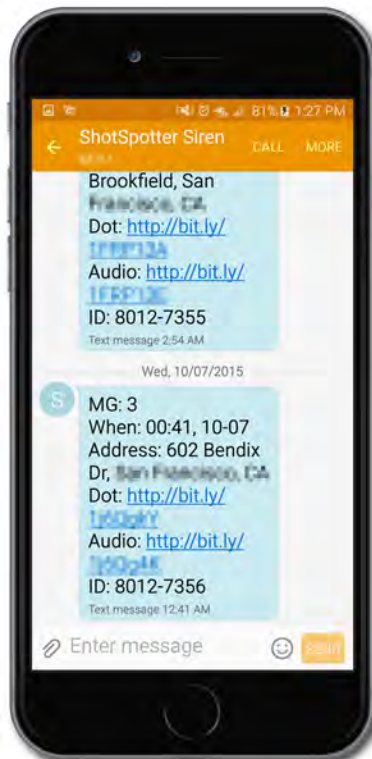 81% 1:27 PM
ShotSpotter Siren
CALL MORE
Brookfield, San
Dot: http://bit.ly/
Audio: http://bit.ly/
ID: 8012-7355
Text message 2:54 AM
Wed, 10/07/2015
S
MG: 3
When: 00:41, 10-07
Address: 602 Bendix
Dr,
Dot: http://bit.ly/
Audio: http://bit.ly/
ID: 8012-7356
Text message 12:41 AM
Enter message